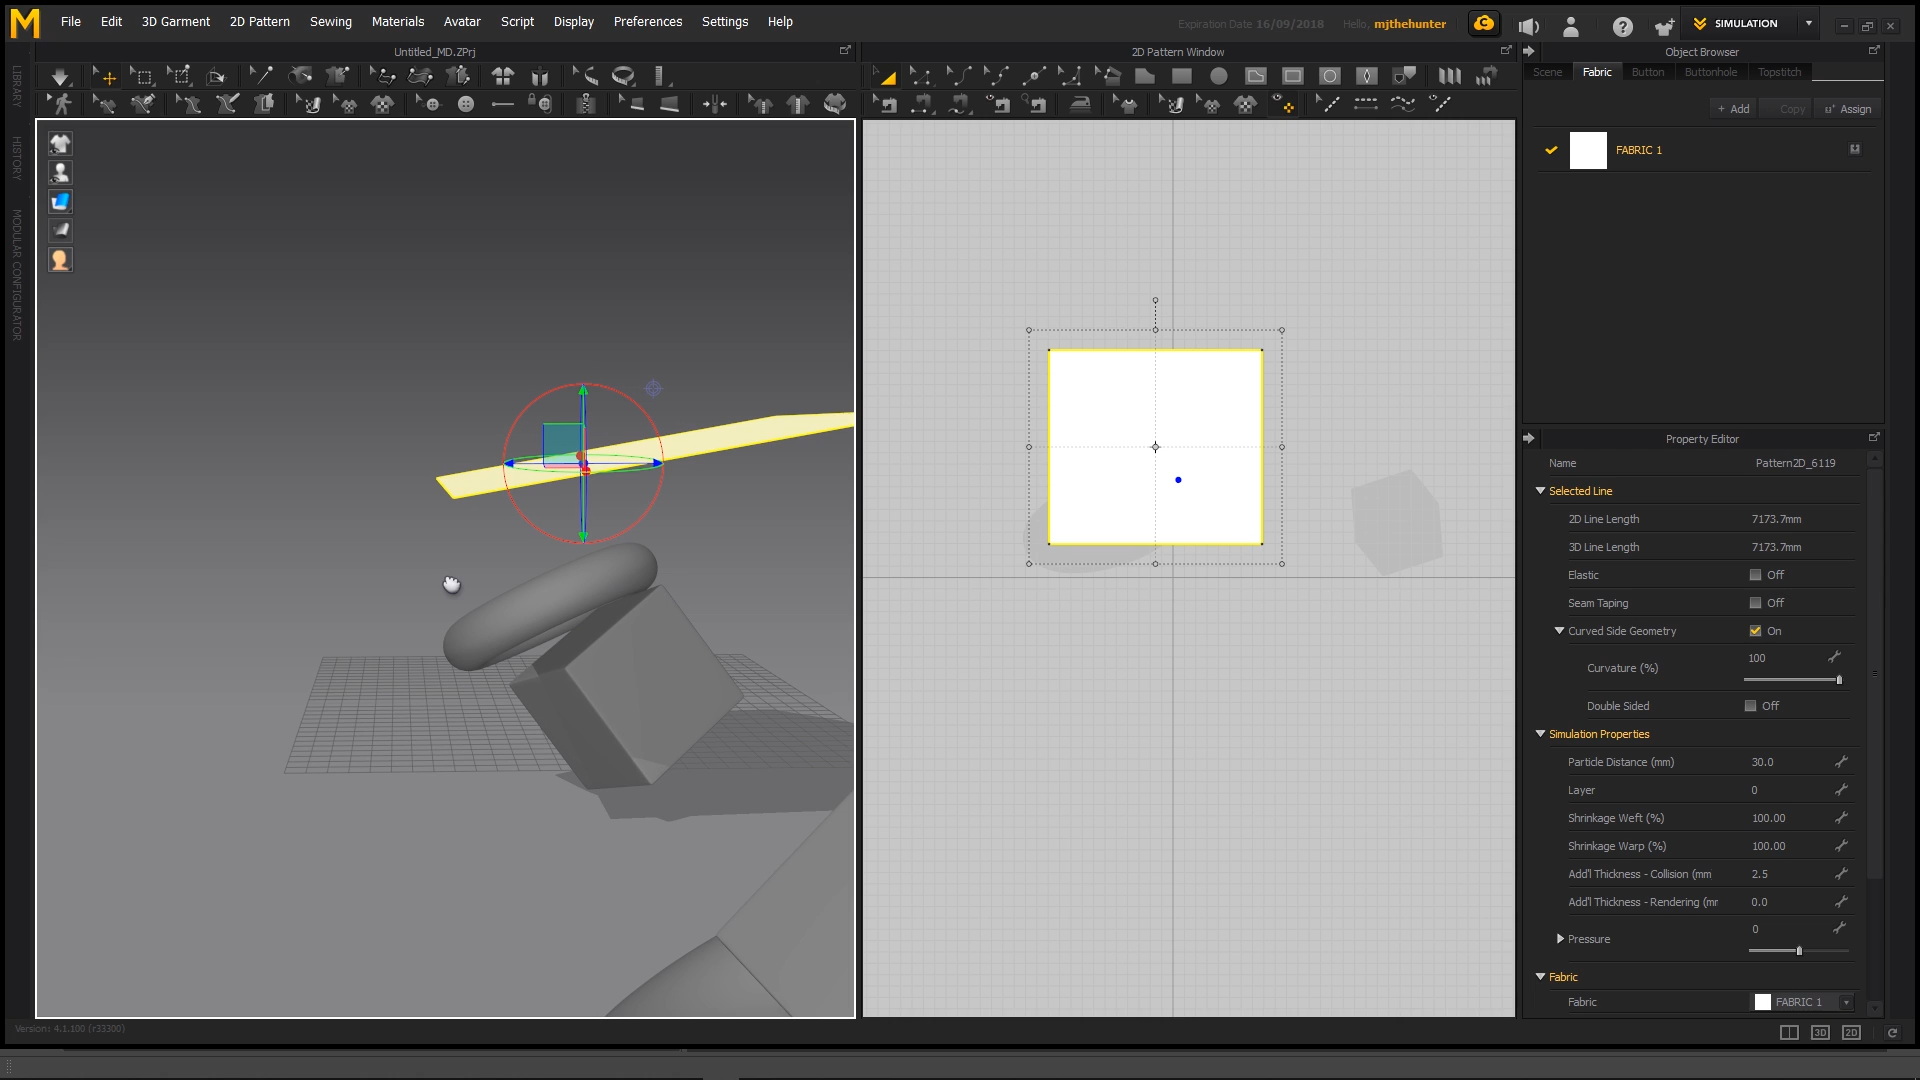 M File Edit 3D Garment 2D Pattern Sewing Materials Avatar Script Display Preferences Settings Help
Expiration Date 16/09/2018 Hello, mjthehunter C ? SIMULATION
Untitled_MD.ZPrj
2D Pattern Window
Object Browser
Scene Fabric Button Buttonhole Topstitch
+ Add Copy Assign
FABRIC 1
LIBRARY
HISTORY
MODULAR CONFIGURATOR
Property Editor
Name Pattern2D_6119
Selected Line
2D Line Length 7173.7mm
3D Line Length 7173.7mm
Elastic Off
Seam Taping Off
Curved Side Geometry On
Curvature (%) 100
Double Sided Off
Simulation Properties
Particle Distance (mm) 30.0
Layer 0
Shrinkage Weft (%) 100.00
Shrinkage Warp (%) 100.00
Add'l Thickness - Collision (mm 2.5
Add'l Thickness - Rendering (mr 0.0
Pressure 0
Fabric
Fabric FABRIC 1
Version: 4.1.100 (r33300)
3D 2D